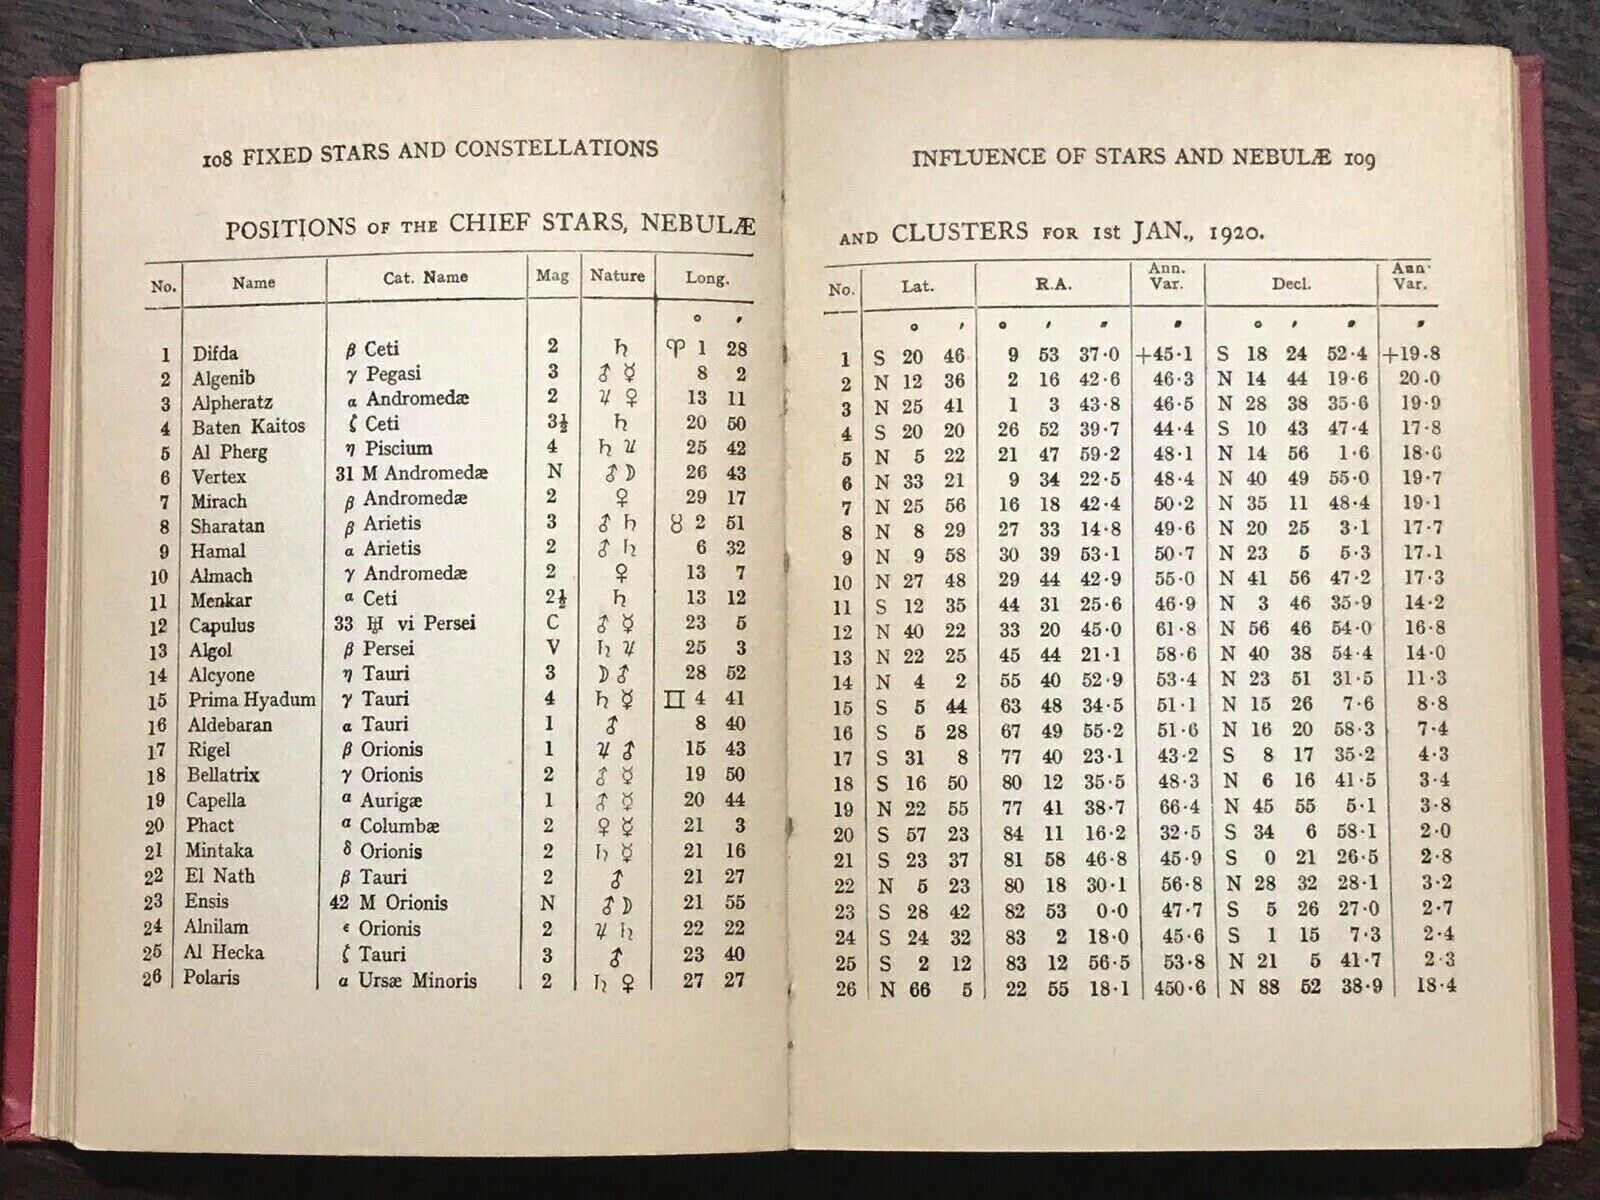 108 FIXED STARS AND CONSTELLATIONS
POSITIONS OF THE CHIEF STARS, NEBULÆ
No. Name Cat. Name Mag Nature Long.
° ′
1 Difda β Ceti 2 ♄ ♈ 1 28
2 Algenib γ Pegasi 3 ♂ ☿ 8 2
3 Alpheratz α Andromedæ 2 ♃ ♀ 13 11
4 Baten Kaitos ζ Ceti 3½ ♄ 20 50
5 Al Pherg η Piscium 4 ♄ ♃ 25 42
6 Vertex 31 M Andromedæ N ♂ ☽ 26 43
7 Mirach β Andromedæ 2 ♀ 29 17
8 Sharatan β Arietis 3 ♂ ♄ ♉ 2 51
9 Hamal α Arietis 2 ♂ ♄ 6 32
10 Almach γ Andromedæ 2 ♀ 13 7
11 Menkar α Ceti 2½ ♄ 13 12
12 Capulus 33 ♅ vi Persei C ♂ ☿ 23 5
13 Algol β Persei V ♄ ♃ 25 3
14 Alcyone η Tauri 3 ☽ ♂ 28 52
15 Prima Hyadum γ Tauri 4 ♄ ☿ ♊ 4 41
16 Aldebaran α Tauri 1 ♂ 8 40
17 Rigel β Orionis 1 ♃ ♂ 15 43
18 Bellatrix γ Orionis 2 ♂ ☿ 19 50
19 Capella α Aurigæ 1 ♂ ☿ 20 44
20 Phact α Columbæ 2 ♀ ☿ 21 3
21 Mintaka δ Orionis 2 ♄ ☿ 21 16
22 El Nath β Tauri 2 ♂ 21 27
23 Ensis 42 M Orionis N ♂ ☽ 21 55
24 Alnilam ε Orionis 2 ♃ ♄ 22 22
25 Al Hecka ζ Tauri 3 ♂ 23 40
26 Polaris α Ursæ Minoris 2 ♄ ♀ 27 27
INFLUENCE OF STARS AND NEBULÆ 109
AND CLUSTERS FOR 1st JAN., 1920.
No. Lat. R.A. Ann. Var. Decl. Ann. Var.
° ′ ° ′ ″ ″ ° ′ ″ ″
1 S 20 46 9 53 37·0 +45·1 S 18 24 52·4 +19·8
2 N 12 36 2 16 42·6 46·3 N 14 44 19·6 20·0
3 N 25 41 1 3 43·8 46·5 N 28 38 35·6 19·9
4 S 20 20 26 52 39·7 44·4 S 10 43 47·4 17·8
5 N 5 22 21 47 59·2 48·1 N 14 56 1·6 18·6
6 N 33 21 9 34 22·5 48·4 N 40 49 55·0 19·7
7 N 25 56 16 18 42·4 50·2 N 35 11 48·4 19·1
8 N 8 29 27 33 14·8 49·6 N 20 25 3·1 17·7
9 N 9 58 30 39 53·1 50·7 N 23 5 5·3 17·1
10 N 27 48 29 44 42·9 55·0 N 41 56 47·2 17·3
11 S 12 35 44 31 25·6 46·9 N 3 46 35·9 14·2
12 N 40 22 33 20 45·0 61·8 N 56 46 54·0 16·8
13 N 22 25 45 44 21·1 58·6 N 40 38 54·4 14·0
14 N 4 2 55 40 52·9 53·4 N 23 51 31·5 11·3
15 S 5 44 63 48 34·5 51·1 N 15 26 7·6 8·8
16 S 5 28 67 49 55·2 51·6 N 16 20 58·3 7·4
17 S 31 8 77 40 23·1 43·2 S 8 17 35·2 4·3
18 S 16 50 80 12 35·5 48·3 N 6 16 41·5 3·4
19 N 22 55 77 41 38·7 66·4 N 45 55 5·1 3·8
20 S 57 23 84 11 16·2 32·5 S 34 6 58·1 2·0
21 S 23 37 81 58 46·8 45·9 S 0 21 26·5 2·8
22 N 5 23 80 18 30·1 56·8 N 28 32 28·1 3·2
23 S 28 42 82 53 0·0 47·7 S 5 26 27·0 2·7
24 S 24 32 83 2 18·0 45·6 S 1 15 7·3 2·4
25 S 2 12 83 12 56·5 53·8 N 21 5 41·7 2·3
26 N 66 5 22 55 18·1 450·6 N 88 52 38·9 18·4